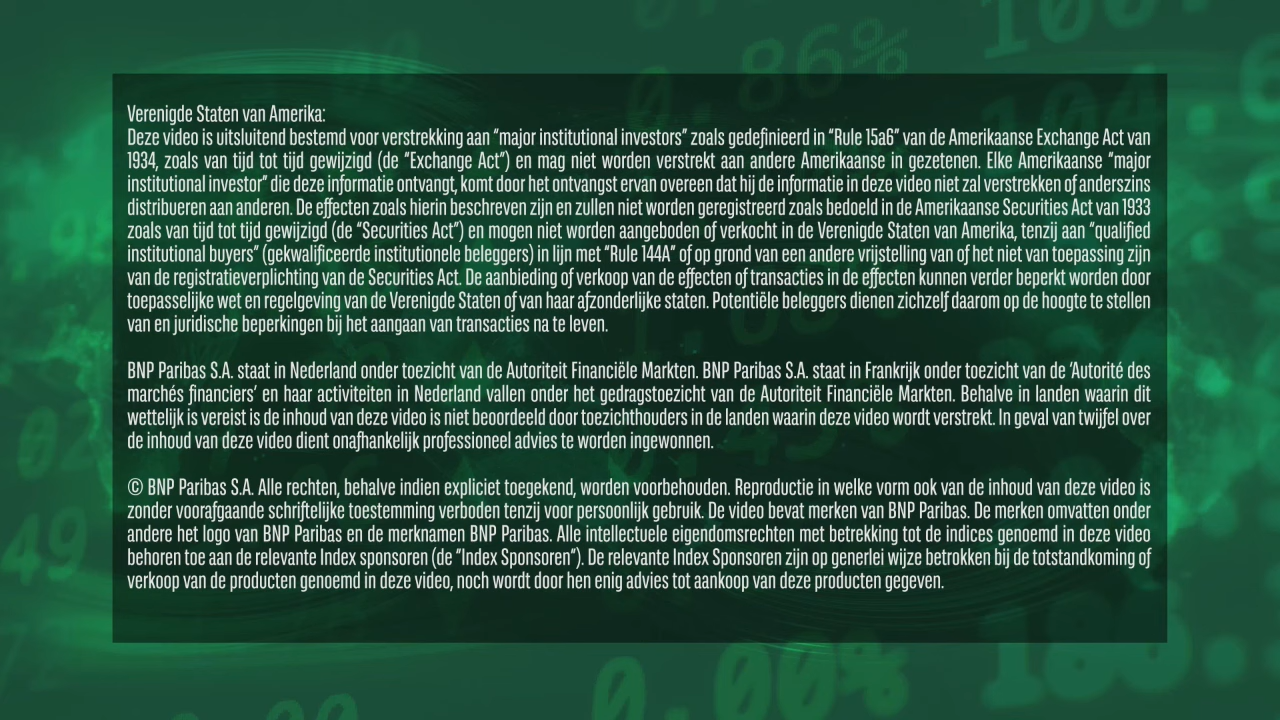 Verenigde Staten van Amerika:
Deze video is uitsluitend bestemd voor verstrekking aan “major institutional investors” zoals gedefinieerd in “Rule 15a6” van de Amerikaanse Exchange Act van
1934, zoals van tijd tot tijd gewijzigd (de “Exchange Act”) en mag niet worden verstrekt aan andere Amerikaanse in gezetenen. Elke Amerikaanse “major
institutional investor” die deze informatie ontvangt, komt door het ontvangst ervan overeen dat hij de informatie in deze video niet zal verstrekken of anderszins
distribueren aan anderen. De effecten zoals hierin beschreven zijn en zullen niet worden geregistreerd zoals bedoeld in de Amerikaanse Securities Act van 1933
zoals van tijd tot tijd gewijzigd (de “Securities Act”) en mogen niet worden aangeboden of verkocht in de Verenigde Staten van Amerika, tenzij aan “qualified
institutional buyers” (gekwalificeerde institutionele beleggers) in lijn met “Rule 144A” of op grond van een andere vrijstelling van of het niet van toepassing zijn
van de registratieverplichting van de Securities Act. De aanbieding of verkoop van de effecten of transacties in de effecten kunnen verder beperkt worden door
toepasselijke wet en regelgeving van de Verenigde Staten of van haar afzonderlijke staten. Potentiële beleggers dienen zichzelf daarom op de hoogte te stellen
van en juridische beperkingen bij het aangaan van transacties na te leven.
BNP Paribas S.A. staat in Nederland onder toezicht van de Autoriteit Financiële Markten. BNP Paribas S.A. staat in Frankrijk onder toezicht van de ‘Autorité des
marchés financiers’ en haar activiteiten in Nederland vallen onder het gedragstoezicht van de Autoriteit Financiële Markten. Behalve in landen waarin dit
wettelijk is vereist is de inhoud van deze video is niet beoordeeld door toezichthouders in de landen waarin deze video wordt verstrekt. In geval van twijfel over
de inhoud van deze video dient onafhankelijk professioneel advies te worden ingewonnen.
© BNP Paribas S.A. Alle rechten, behalve indien expliciet toegekend, worden voorbehouden. Reproductie in welke vorm ook van de inhoud van deze video is
zonder voorafgaande schriftelijke toestemming verboden tenzij voor persoonlijk gebruik. De video bevat merken van BNP Paribas. De merken omvatten onder
andere het logo van BNP Paribas en de merknamen BNP Paribas. Alle intellectuele eigendomsrechten met betrekking tot de indices genoemd in deze video
behoren toe aan de relevante Index sponsoren (de “Index Sponsoren”). De relevante Index Sponsoren zijn op generlei wijze betrokken bij de totstandkoming of
verkoop van de producten genoemd in deze video, noch wordt door hen enig advies tot aankoop van deze producten gegeven.
0.86%
49
0.00%